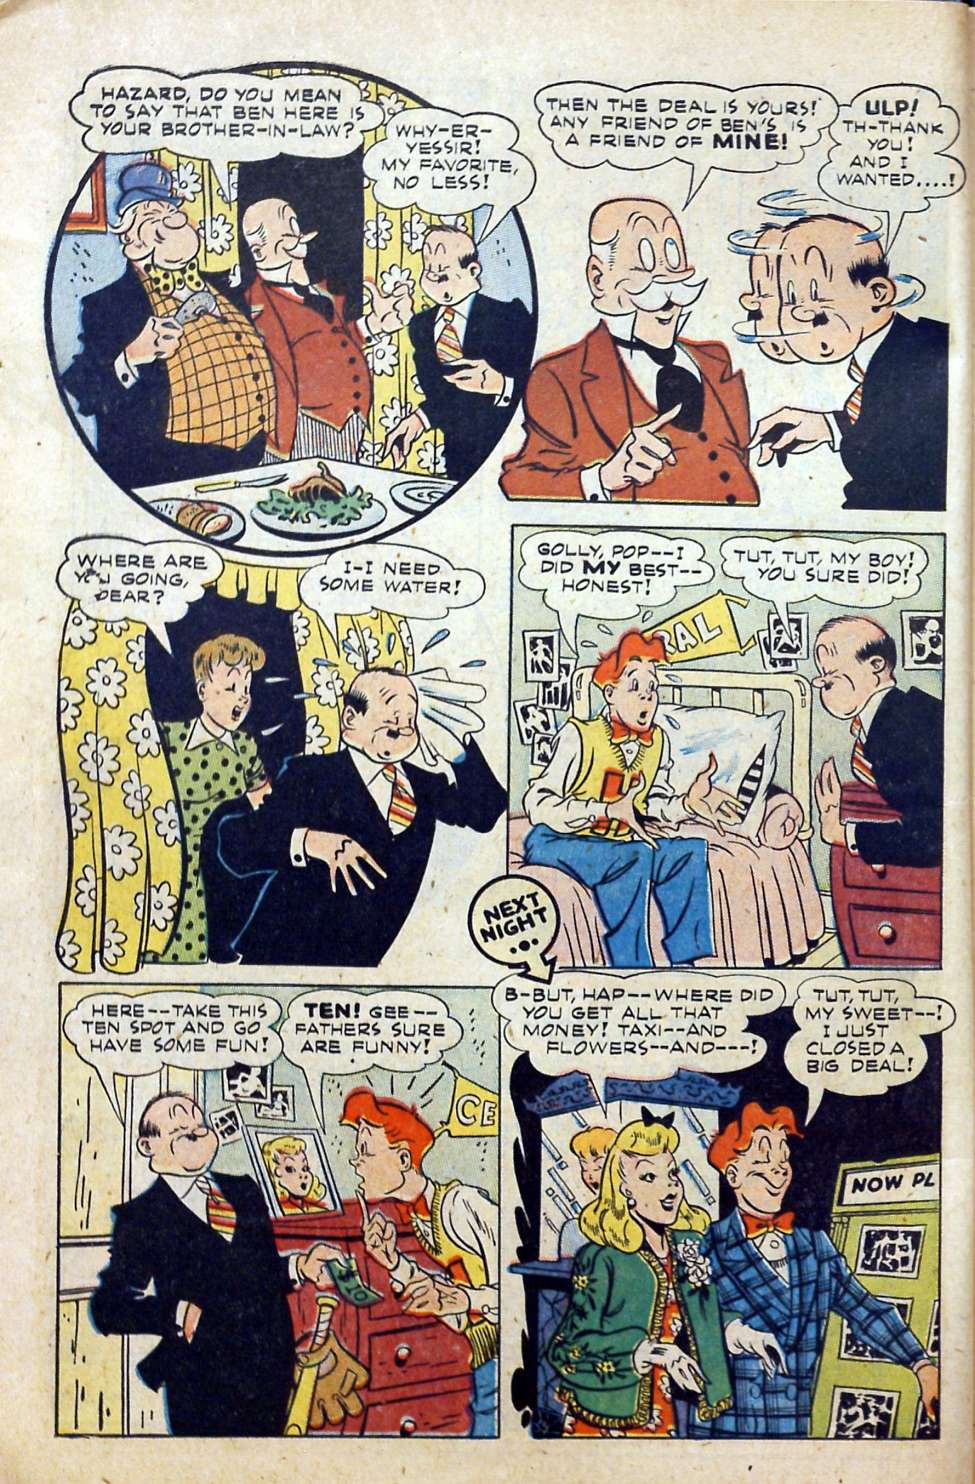 HAZARD, DO YOU MEAN
TO SAY THAT BEN HERE IS
YOUR BROTHER-IN-LAW?
WHY-ER-
YESSIR!
MY FAVORITE,
NO LESS!
THEN THE DEAL IS YOURS!
ANY FRIEND OF BEN'S IS
A FRIEND OF MINE!
ULP!
TH-THANK
YOU!
AND I
WANTED....!
WHERE ARE
YOU GOING,
DEAR?
I-I NEED
SOME WATER!
GOLLY, POP--I
DID MY BEST--
HONEST!
TUT, TUT, MY BOY!
YOU SURE DID!
RAL
NEXT
NIGHT
...
HERE--TAKE THIS
TEN SPOT AND GO
HAVE SOME FUN!
TEN! GEE--
FATHERS SURE
ARE FUNNY!
CE
10
B-BUT, HAP--WHERE DID
YOU GET ALL THAT
MONEY! TAXI--AND
FLOWERS--AND---!
TUT, TUT,
MY SWEET--!
I JUST
CLOSED A
BIG DEAL!
NOW PL